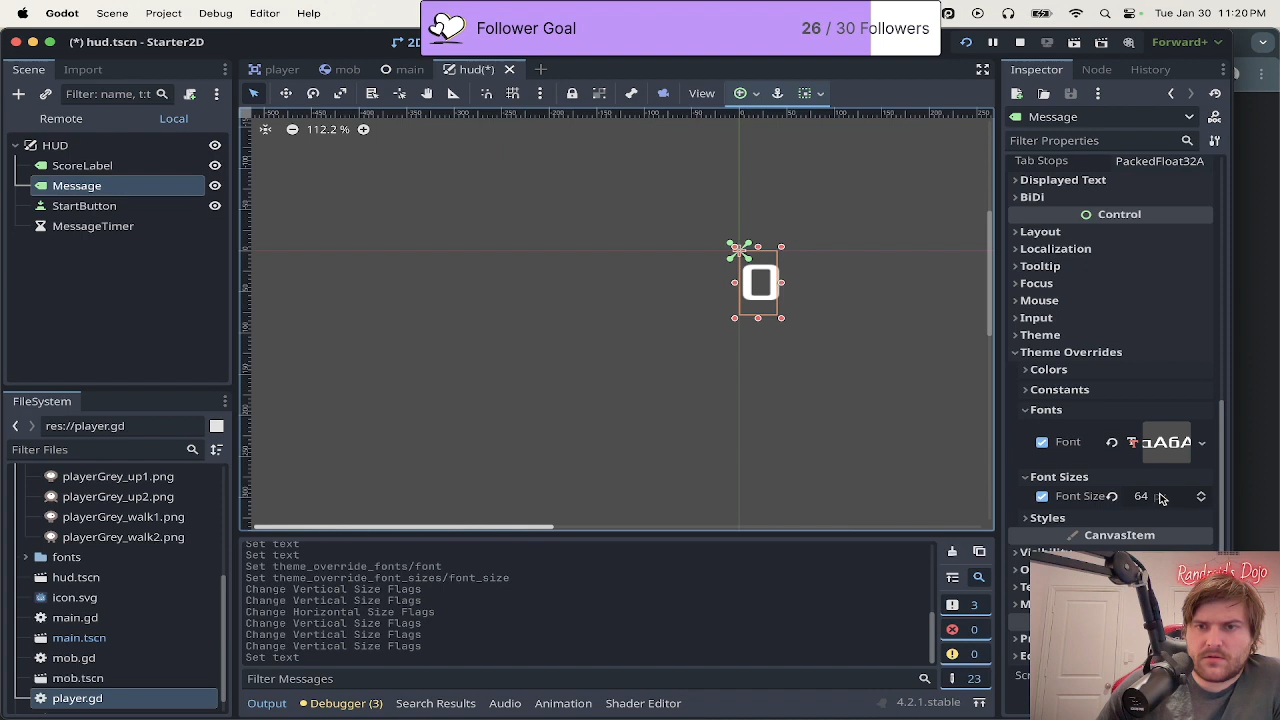 Godot Scene Project Debug Editor
Tue Jan 30 11:20 PM
Follower Goal
26 / 30 Followers
(*) hud.tscn - Starter3D
2D
Forward+
Scene
Import
player
mob
main
hud(*)
Inspector
Node
History
Filter: name, t:t
View
Message
Remote
Local
Filter Properties
112.2 %
HUD
ScoreLabel
Message
StartButton
MessageTimer
0
Tab Stops
PackedFloat32A
Displayed Text
BiDi
Control
Layout
Localization
Tooltip
Focus
Mouse
Input
Theme
Theme Overrides
Colors
Constants
Fonts
Font
Font Sizes
Font Size
64 px
Styles
CanvasItem
FileSystem
res://player.gd
Filter Files
playerGrey_up1.png
playerGrey_up2.png
playerGrey_walk1.png
playerGrey_walk2.png
fonts
hud.tscn
icon.svg
main.gd
main.tscn
mob.gd
mob.tscn
player.gd
Set text
Set text
Set theme_override_fonts/font
Set theme_override_font_sizes/font_size
Change Vertical Size Flags
Change Vertical Size Flags
Change Horizontal Size Flags
Change Vertical Size Flags
Change Vertical Size Flags
Change Vertical Size Flags
Set text
3
0
0
23
Filter Messages
Output
Debugger (3)
Search Results
Audio
Animation
Shader Editor
4.2.1.stable
Randroid's Dojo